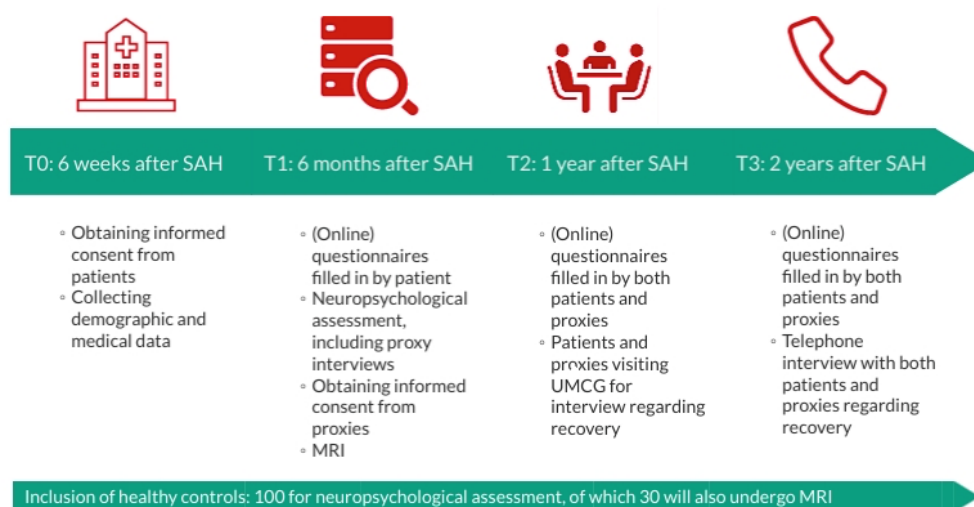 T0: 6 weeks after SAH
T1: 6 months after SAH
T2: 1 year after SAH
T3: 2 years after SAH
◦ Obtaining informed
consent from
patients
◦ Collecting
demographic and
medical data
◦ (Online)
questionnaires
filled in by patient
◦ Neuropsychological
assessment,
including proxy
interviews
◦ Obtaining informed
consent from
proxies
◦ MRI
◦ (Online)
questionnaires
filled in by both
patients and
proxies
◦ Patients and
proxies visiting
UMCG for
interview regarding
recovery
◦ (Online)
questionnaires
filled in by both
patients and
proxies
◦ Telephone
interview with both
patients and
proxies regarding
recovery
Inclusion of healthy controls: 100 for neuropsychological assessment, of which 30 will also undergo MRI